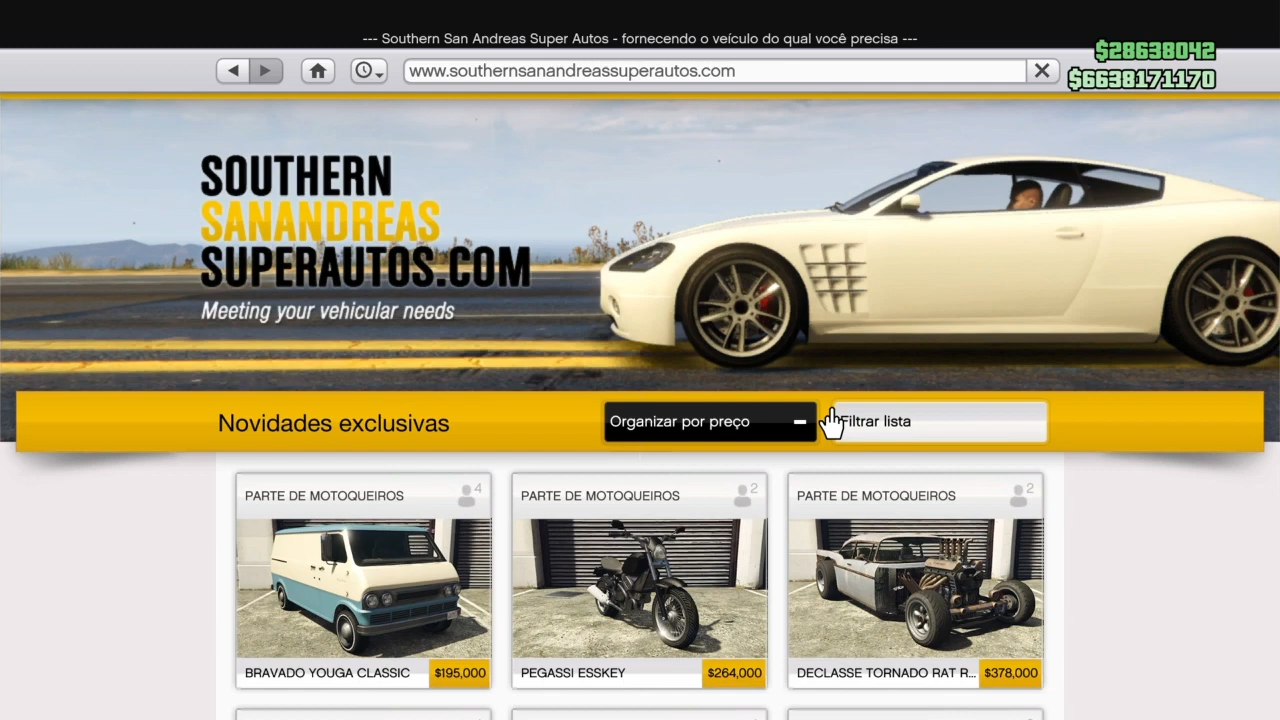 --- Southern San Andreas Super Autos - fornecendo o veículo do qual você precisa ---
$28638042
www.southernsanandreassuperautos.com
$6638171170
SOUTHERN
SANANDREAS
SUPERAUTOS.COM
Meeting your vehicular needs
Novidades exclusivas
Organizar por preço
Filtrar lista
PARTE DE MOTOQUEIROS 4
PARTE DE MOTOQUEIROS 2
PARTE DE MOTOQUEIROS 2
BRAVADO YOUGA CLASSIC $195,000
PEGASSI ESSKEY $264,000
DECLASSE TORNADO RAT R... $378,000